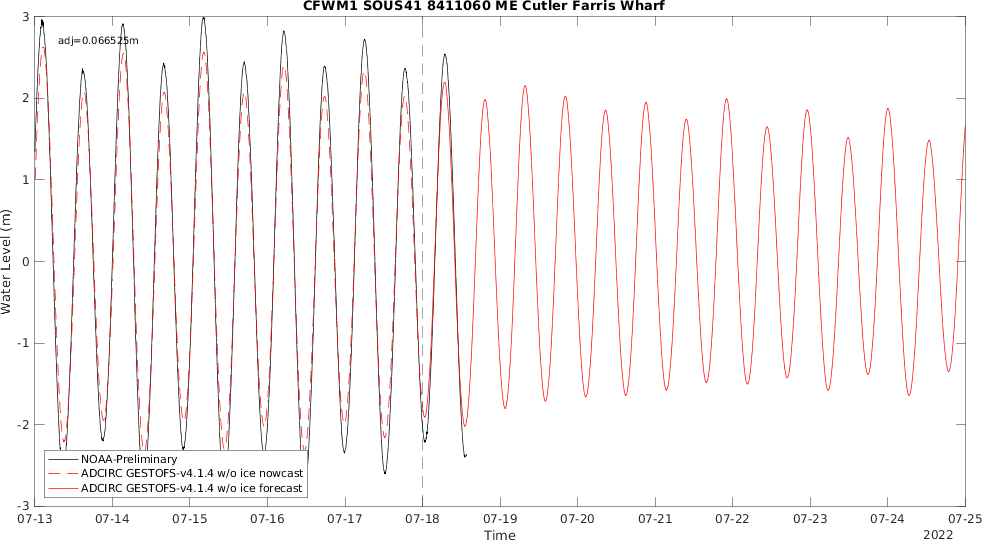 CFWM1 SOUS41 8411060 ME Cutler Farris Wharf
adj=0.066525m
3
2
1
0
-1
-2
-3
Water Level (m)
NOAA-Preliminary
ADCIRC GESTOFS-v4.1.4 w/o ice nowcast
ADCIRC GESTOFS-v4.1.4 w/o ice forecast
07-13 07-14 07-15 07-16 07-17 07-18 07-19 07-20 07-21 07-22 07-23 07-24 07-25
Time
2022